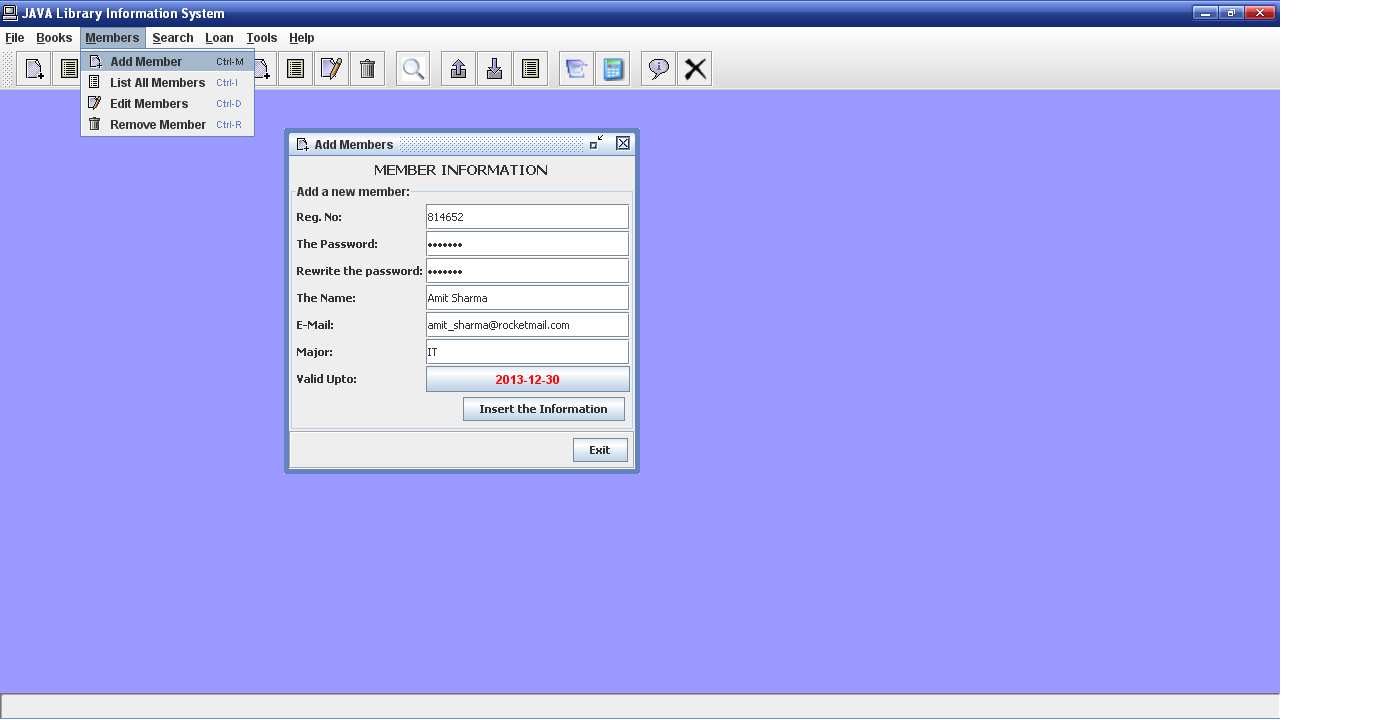 JAVA Library Information System
File Books Members Search Loan Tools Help
Add Member Ctrl-M
List All Members Ctrl-I
Edit Members Ctrl-D
Remove Member Ctrl-R
Add Members
MEMBER INFORMATION
Add a new member:
Reg. No: 814652
The Password: •••••••
Rewrite the password: •••••••
The Name: Amit Sharma
E-Mail: amit_sharma@rocketmail.com
Major: IT
Valid Upto: 2013-12-30
Insert the Information
Exit